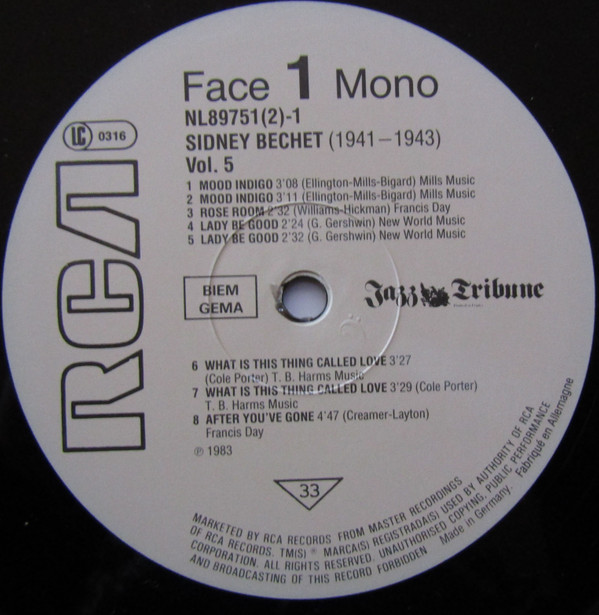 Face 1 Mono
NL89751(2)-1
LC 0316
SIDNEY BECHET (1941–1943)
Vol. 5
1 MOOD INDIGO 3'08 (Ellington-Mills-Bigard) Mills Music
2 MOOD INDIGO 3'11 (Ellington-Mills-Bigard) Mills Music
3 ROSE ROOM 2'32 (Williams-Hickman) Francis Day
4 LADY BE GOOD 2'24 (G. Gershwin) New World Music
5 LADY BE GOOD 2'32 (G. Gershwin) New World Music
RCA
BIEM
GEMA
Jazz Tribune
6 WHAT IS THIS THING CALLED LOVE 3'27
(Cole Porter) T. B. Harms Music
7 WHAT IS THIS THING CALLED LOVE 3'29 (Cole Porter)
T. B. Harms Music
8 AFTER YOU'VE GONE 4'47 (Creamer-Layton)
Francis Day
℗ 1983
33
MARKETED BY RCA RECORDS FROM MASTER RECORDINGS
OF RCA RECORDS. TM(S) ® MARCA(S) REGISTRADA(S) USED BY AUTHORITY OF RCA
CORPORATION. ALL RIGHTS RESERVED. UNAUTHORISED COPYING, PUBLIC PERFORMANCE
AND BROADCASTING OF THIS RECORD FORBIDDEN Made in Germany. Fabriqué en Allemagne